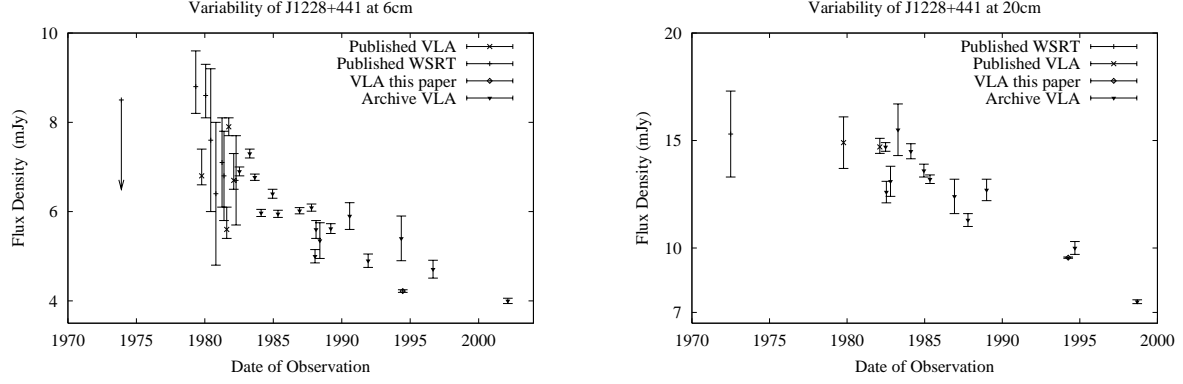 Variability of J1228+441 at 6cm
Published VLA
Published WSRT
VLA this paper
Archive VLA
10
8
6
4
Flux Density (mJy)
1970 1975 1980 1985 1990 1995 2000
Date of Observation
Variability of J1228+441 at 20cm
Published WSRT
Published VLA
VLA this paper
Archive VLA
20
15
10
7
Flux Density (mJy)
1970 1975 1980 1985 1990 1995 2000
Date of Observation